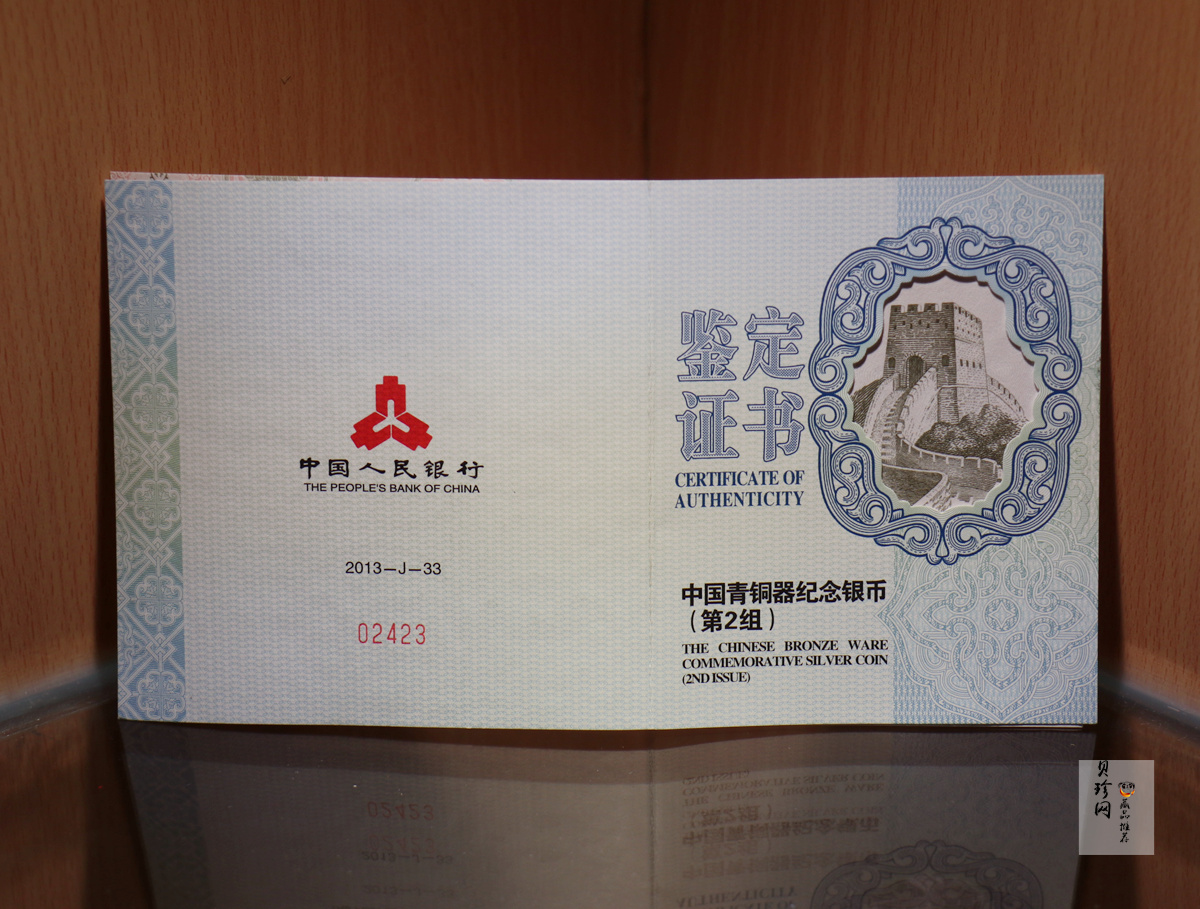 中国人民银行
THE PEOPLE'S BANK OF CHINA
2013—J—33
02423
鉴定
证书
CERTIFICATE OF
AUTHENTICITY
中国青铜器纪念银币
(第2组)
THE CHINESE BRONZE WARE
COMMEMORATIVE SILVER COIN
(2ND ISSUE)
贝珍网
藏品推荐